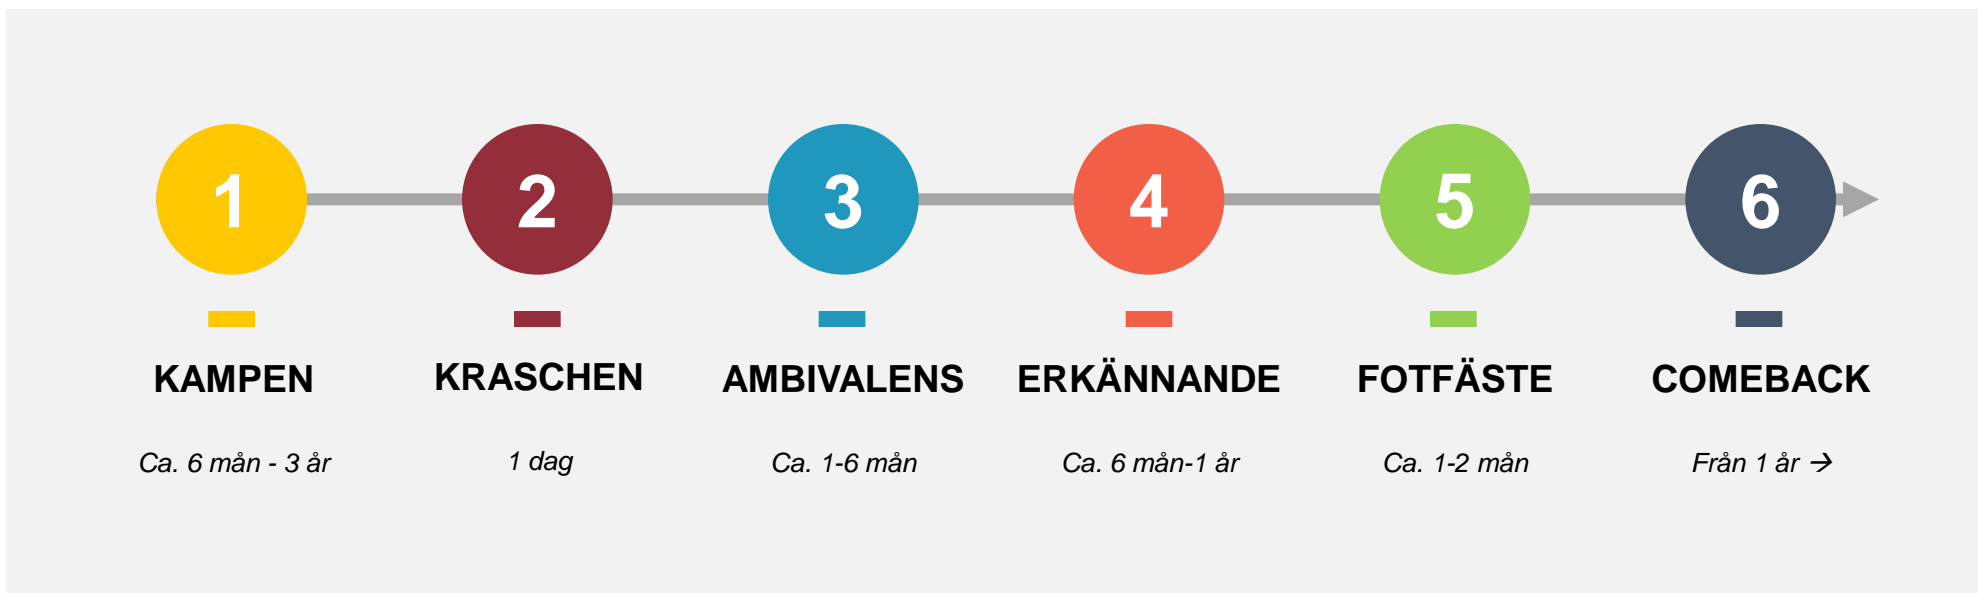 1
2
3
4
5
6
KAMPEN
KRASCHEN
AMBIVALENS
ERKÄNNANDE
FOTFÄSTE
COMEBACK
Ca. 6 mån - 3 år
1 dag
Ca. 1-6 mån
Ca. 6 mån-1 år
Ca. 1-2 mån
Från 1 år →